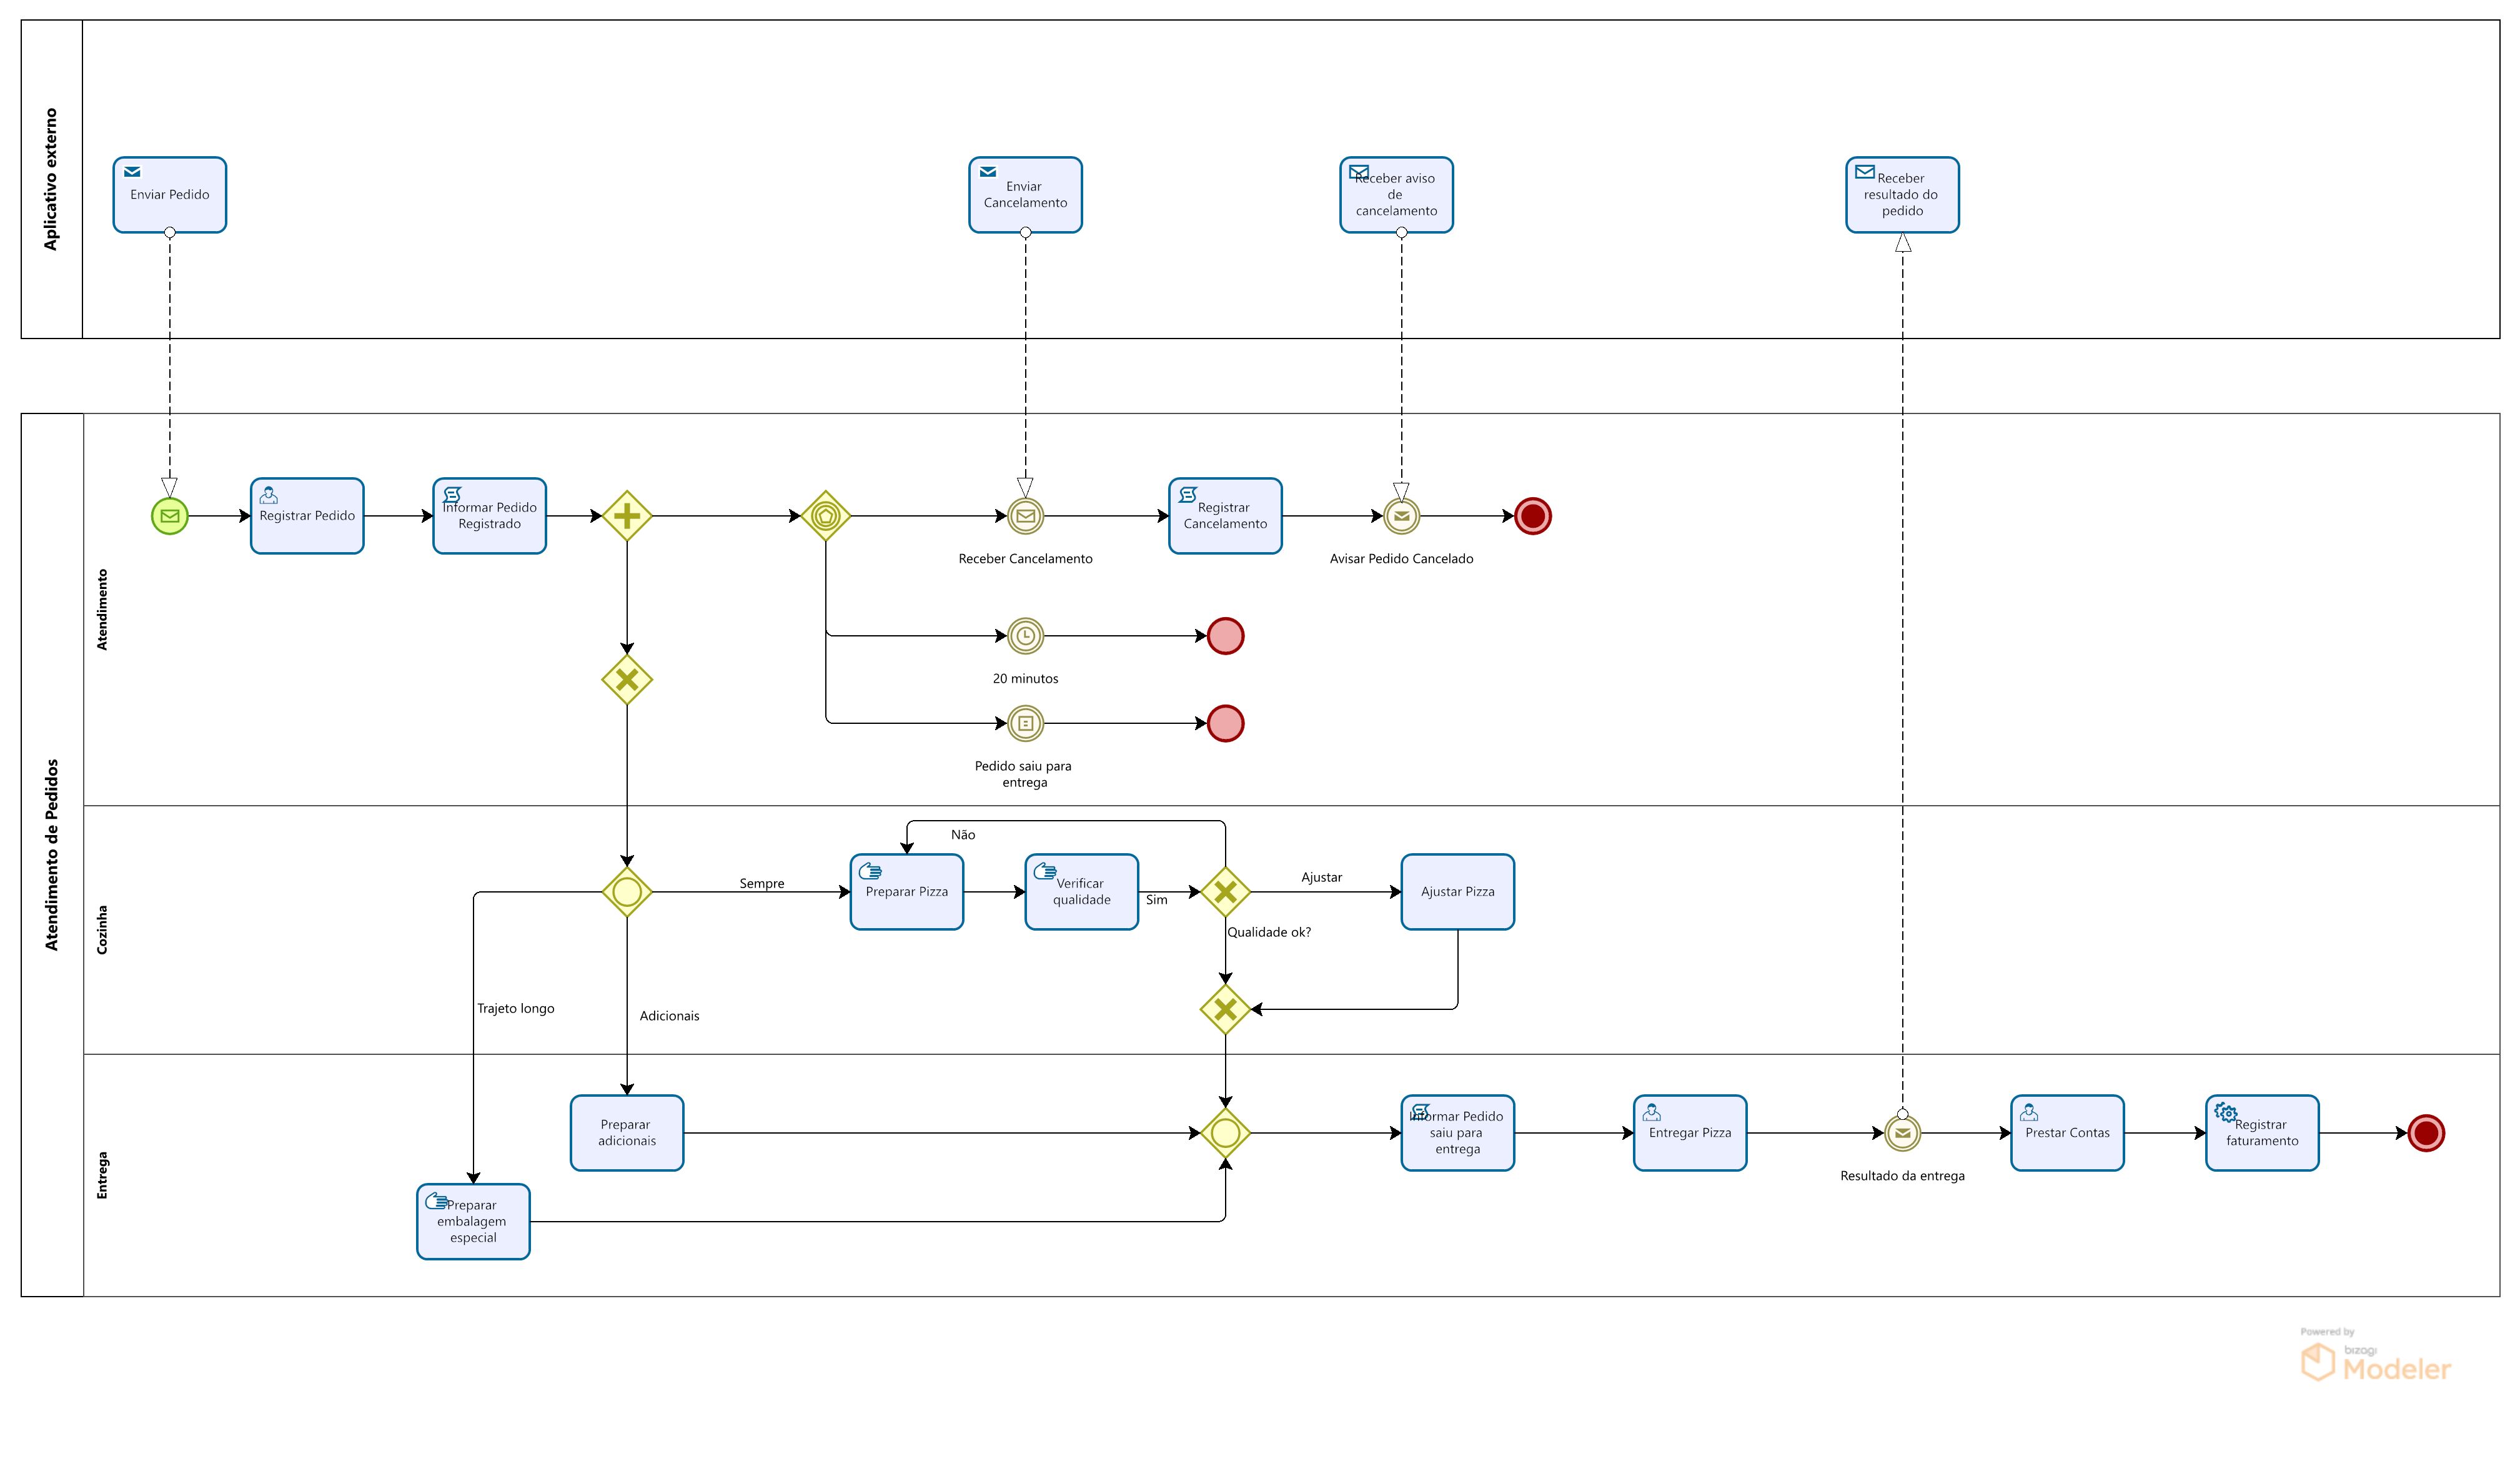 Aplicativo externo
Enviar Pedido
Enviar
Cancelamento
Receber aviso
de
cancelamento
Receber
resultado do
pedido
Atendimento de Pedidos
Atendimento
Registrar Pedido
Informar Pedido
Registrado
Receber Cancelamento
Registrar
Cancelamento
Avisar Pedido Cancelado
20 minutos
Pedido saiu para
entrega
Cozinha
Não
Sempre
Preparar Pizza
Verificar
qualidade
Sim
Ajustar
Ajustar Pizza
Qualidade ok?
Trajeto longo
Adicionais
Entrega
Preparar
adicionais
Informar Pedido
saiu para
entrega
Entregar Pizza
Resultado da entrega
Prestar Contas
Registrar
faturamento
Preparar
embalagem
especial
Powered by
bizagi
Modeler